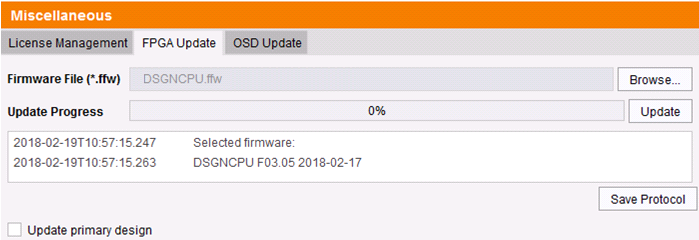 Miscellaneous
License Management FPGA Update OSD Update
Firmware File (*.ffw) DSGNCPU.ffw Browse...
Update Progress 0% Update
2018-02-19T10:57:15.247 Selected firmware:
2018-02-19T10:57:15.263 DSGNCPU F03.05 2018-02-17
Save Protocol
Update primary design